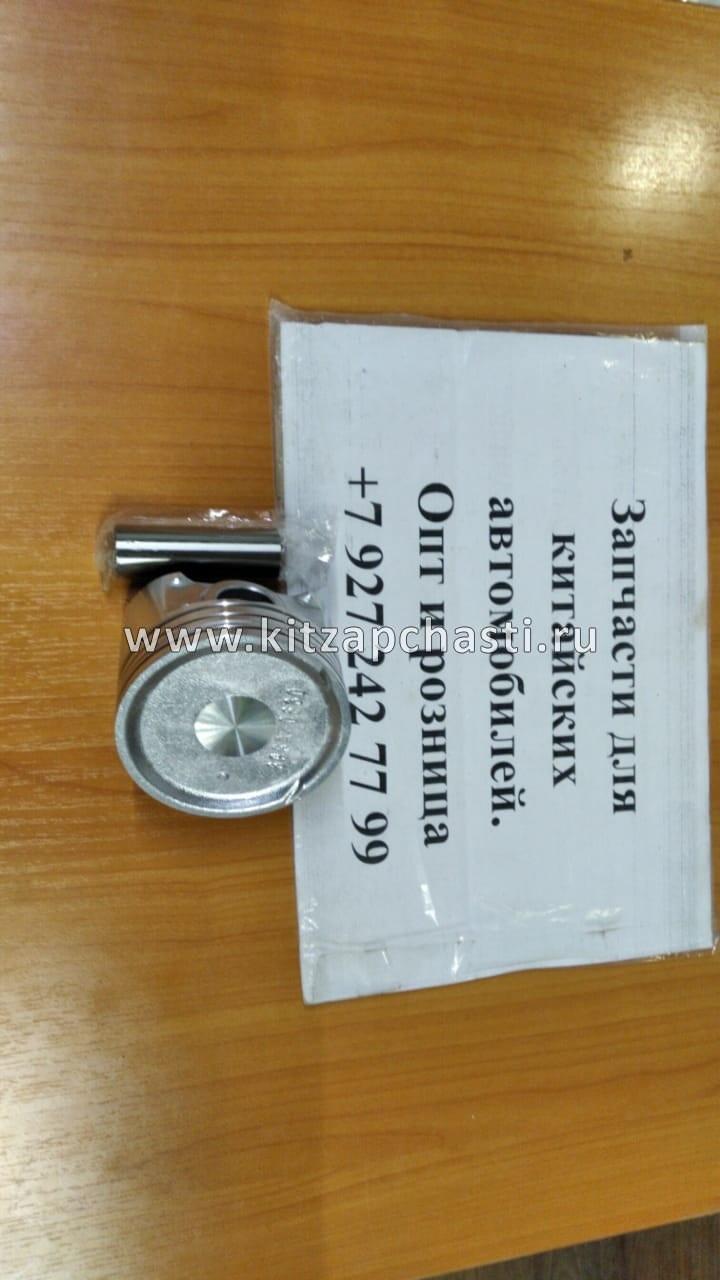 Запчасти для
китайских
автомобилей.
Опт и розница
+7 927 242 77 99
www.kitzapchasti.ru